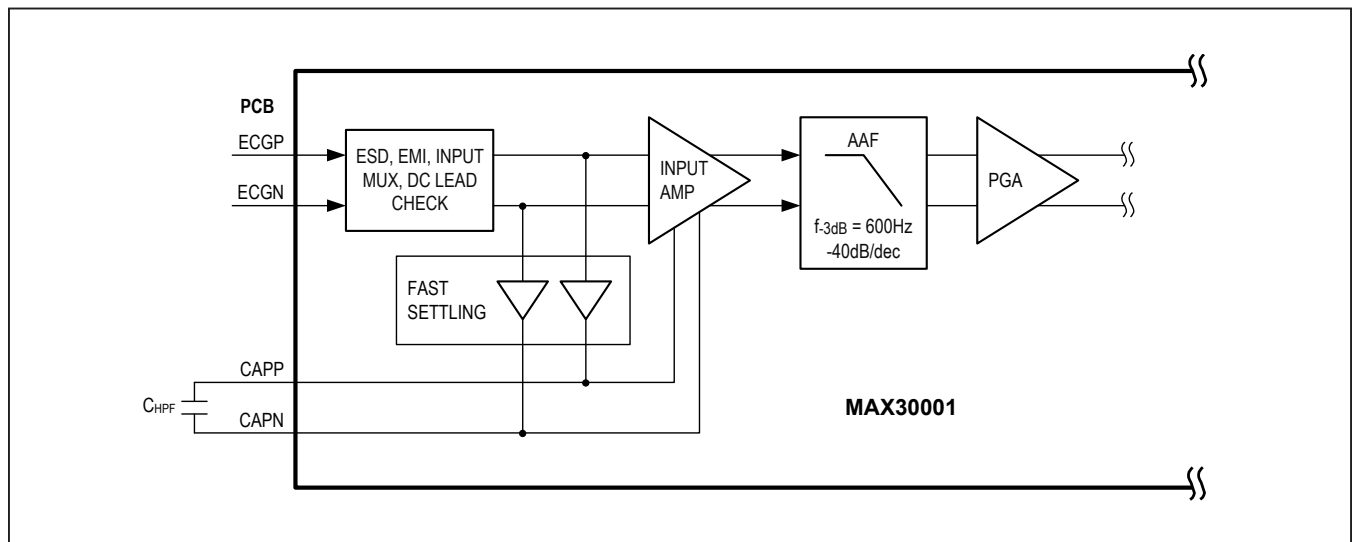 PCB
ECGP
ECGN
ESD, EMI, INPUT
MUX, DC LEAD
CHECK
INPUT
AMP
AAF
f-3dB = 600Hz
-40dB/dec
PGA
FAST
SETTLING
CAPP
CHPF
CAPN
MAX30001